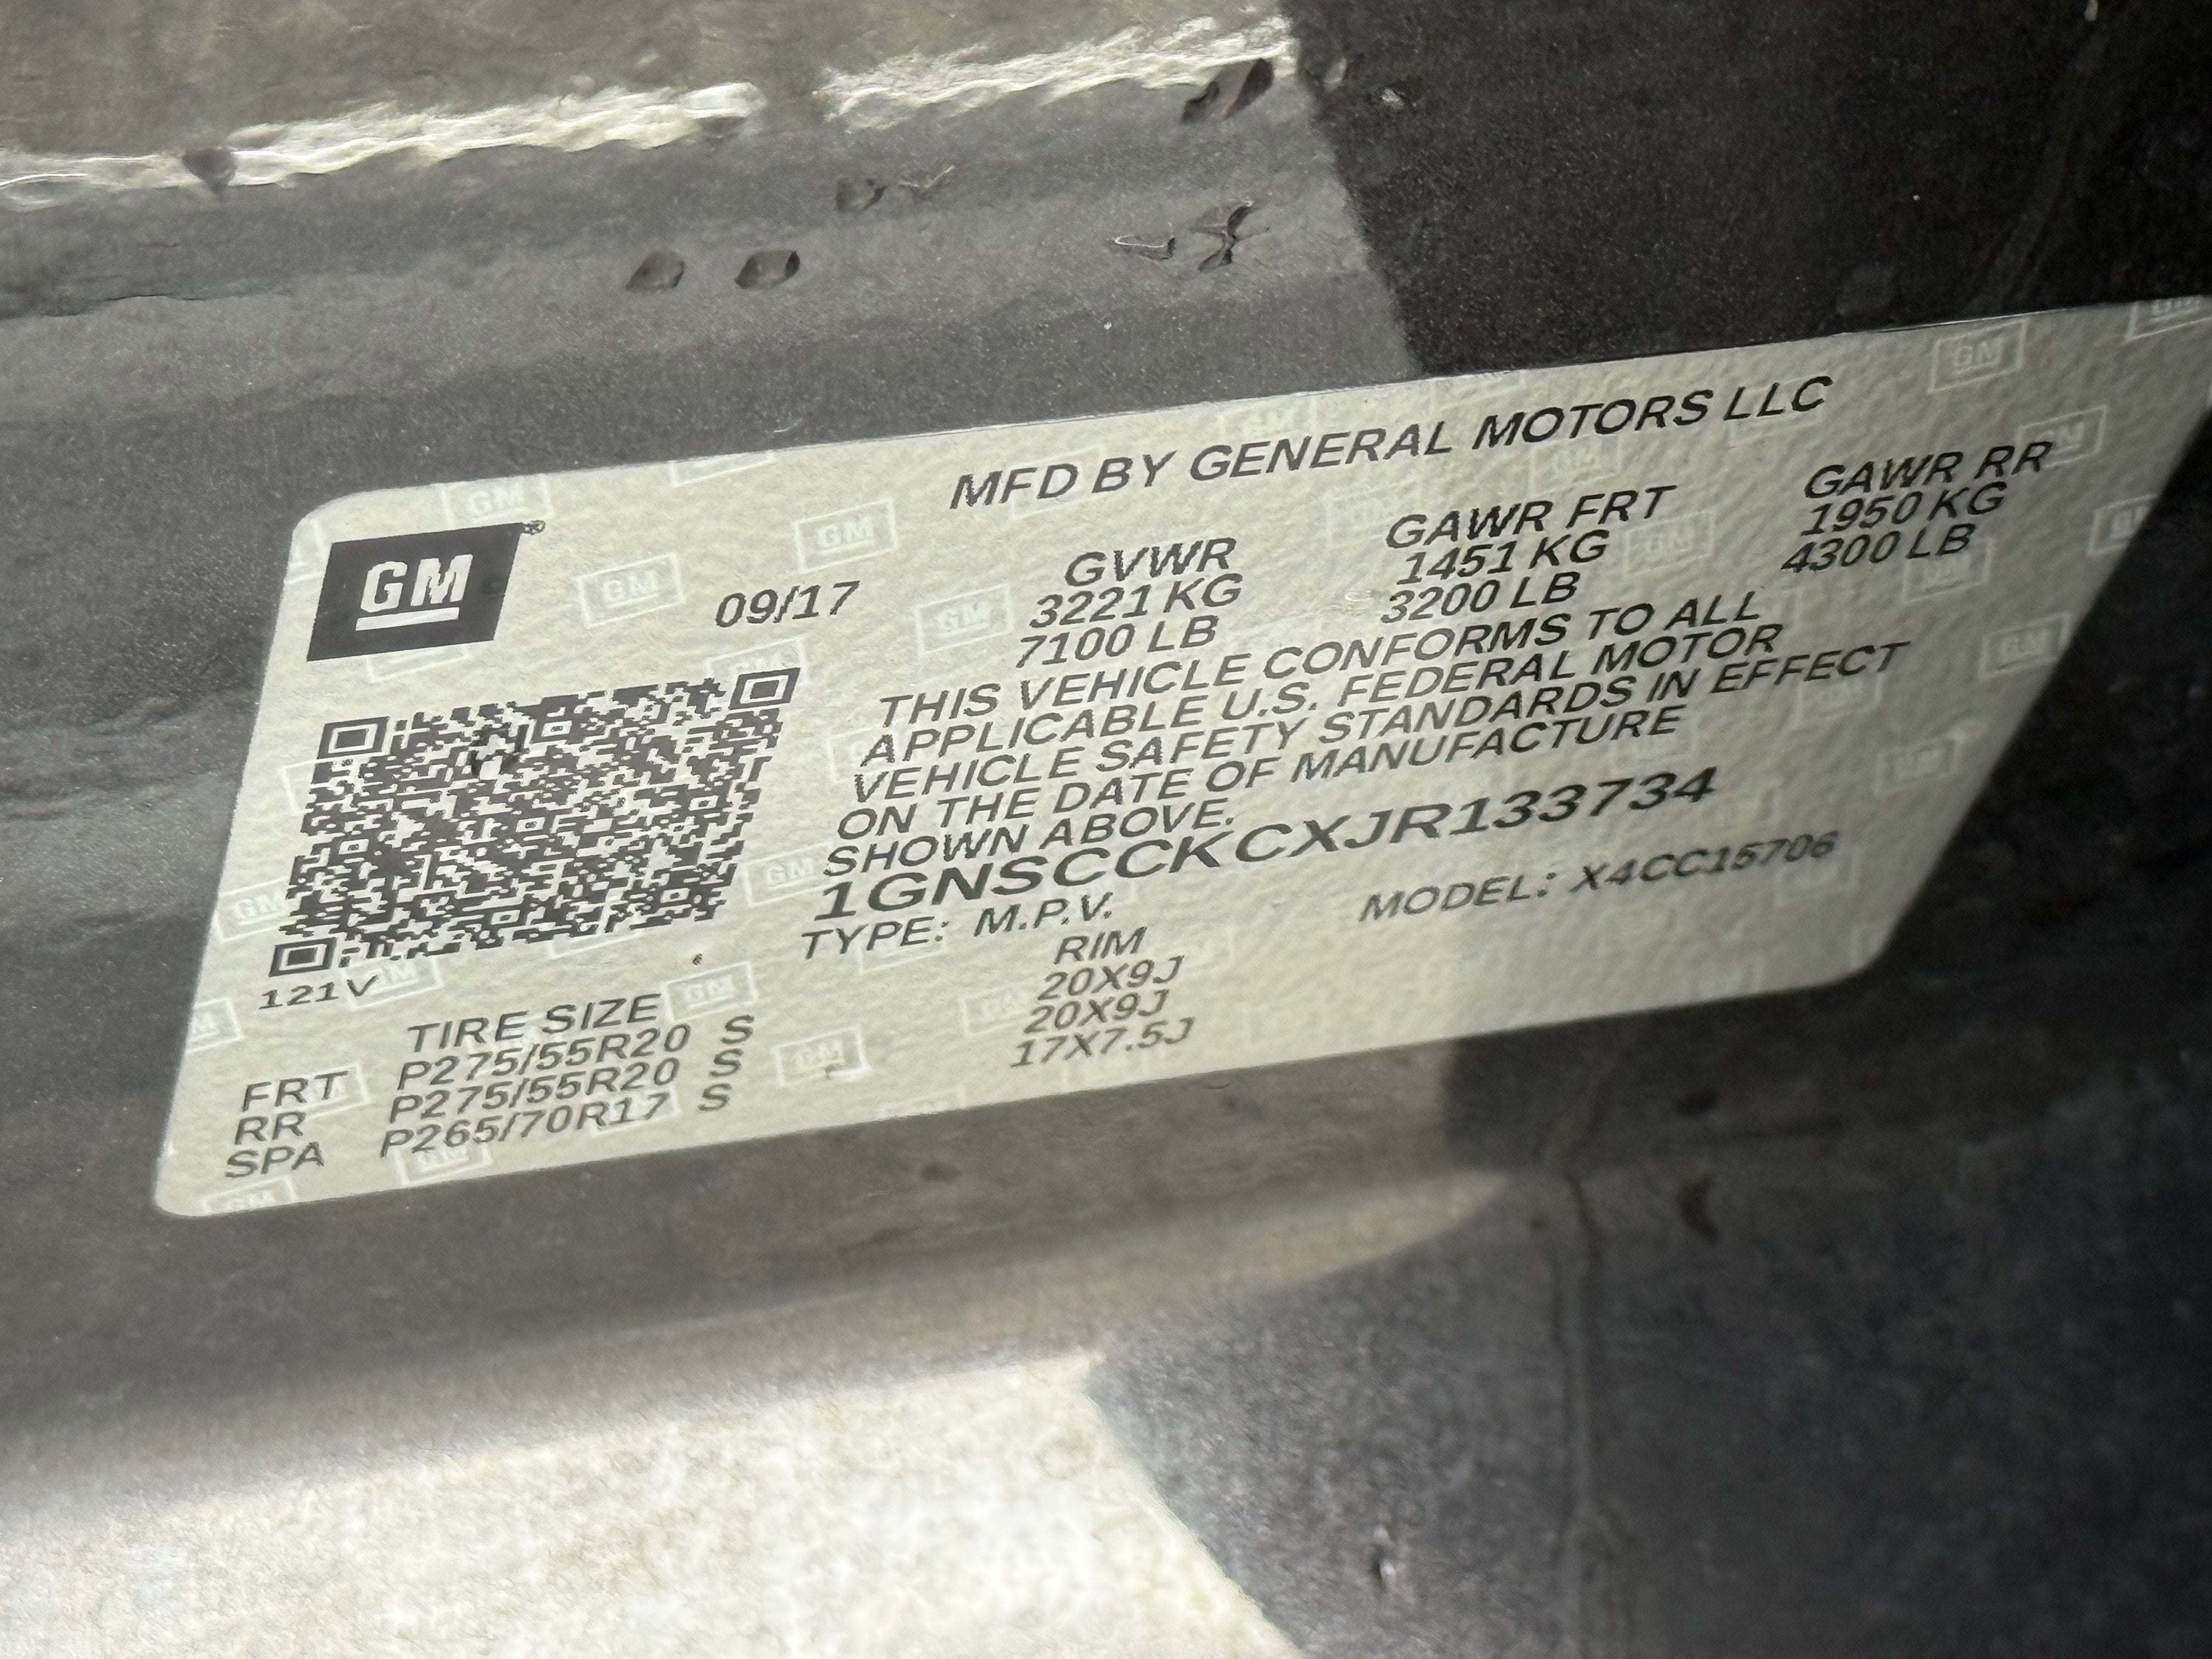 MFD BY GENERAL MOTORS LLC
GM
09/17
GVWR GAWR FRT GAWR RR
3221 KG 1451 KG 1950 KG
7100 LB 3200 LB 4300 LB
THIS VEHICLE CONFORMS TO ALL
APPLICABLE U.S. FEDERAL MOTOR
VEHICLE SAFETY STANDARDS IN EFFECT
ON THE DATE OF MANUFACTURE
SHOWN ABOVE.
1GNSCCKCXJR133734
TYPE: M.P.V. MODEL: X4CC15706
121V
TIRE SIZE RIM
FRT P275/55R20 S 20X9J
RR P275/55R20 S 20X9J
SPA P265/70R17 S 17X7.5J